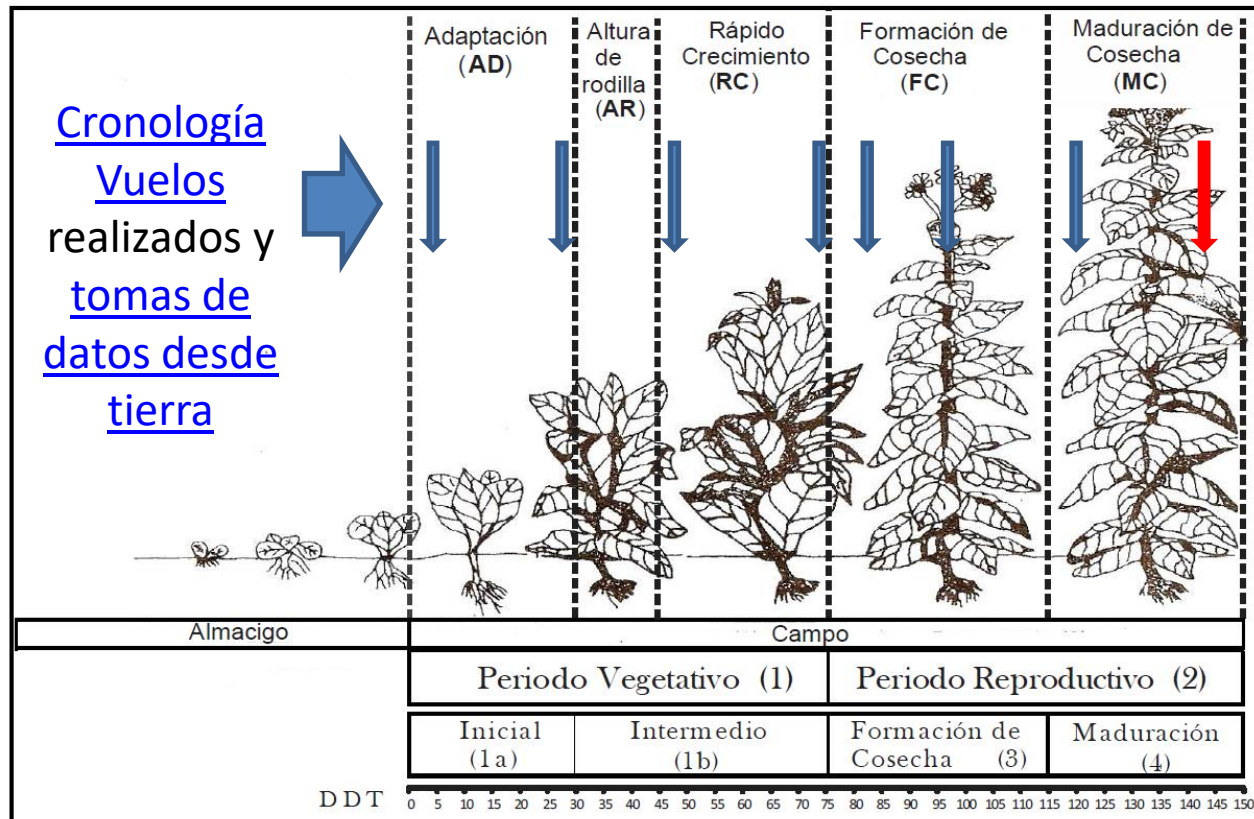 Cronología
Vuelos
realizados y
tomas de
datos desde
tierra
Adaptación
(AD)
Altura
de
rodilla
(AR)
Rápido
Crecimiento
(RC)
Formación de
Cosecha
(FC)
Maduración de
Cosecha
(MC)
Almacigo
Campo
Periodo Vegetativo (1)
Periodo Reproductivo (2)
Inicial
(1a)
Intermedio
(1b)
Formación de
Cosecha (3)
Maduración
(4)
DDT 0 5 10 15 20 25 30 35 40 45 50 55 60 65 70 75 80 85 90 95 100 105 110 115 120 125 130 135 140 145 150